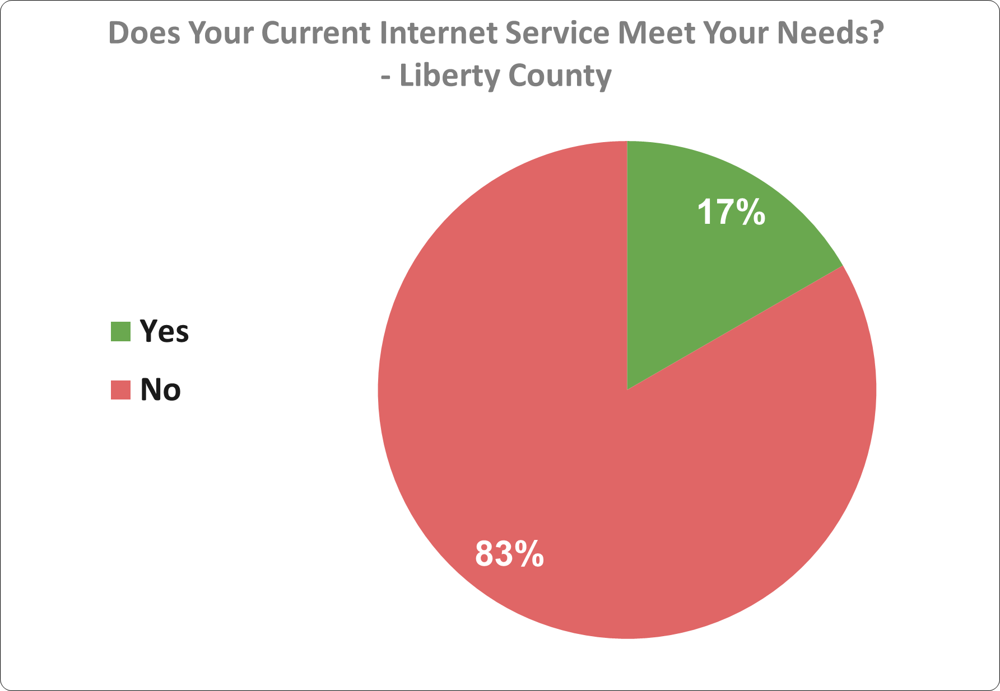 Does Your Current Internet Service Meet Your Needs?
- Liberty County
17%
Yes
No
83%